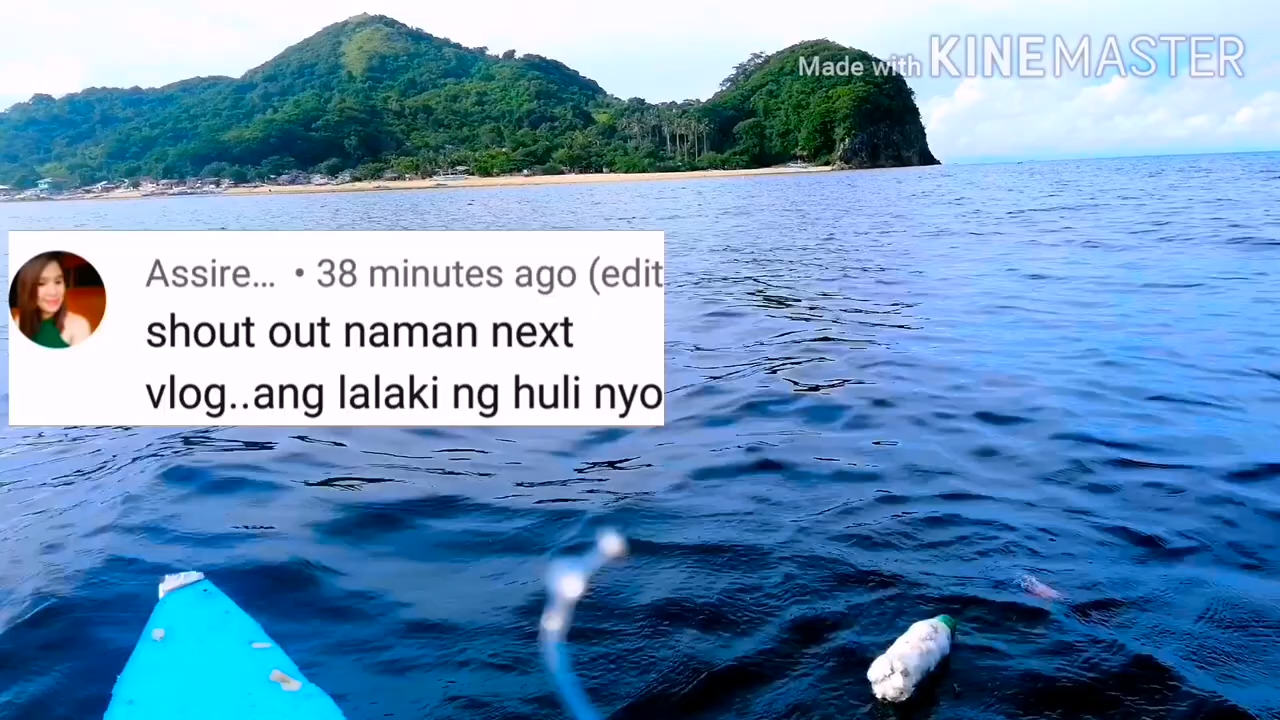 Made with KINEMASTER
Assire... • 38 minutes ago (edit
shout out naman next
vlog..ang lalaki ng huli nyo